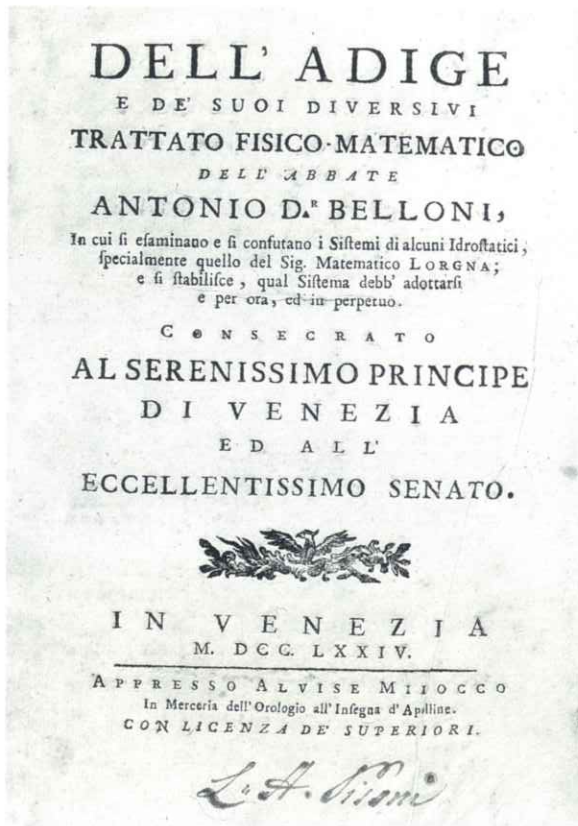 DELL' ADIGE
E DE' SUOI DIVERSIVI
TRATTATO FISICO-MATEMATICO
DELL' ABBATE
ANTONIO D.R BELLONI,
In cui ſi eſaminano e ſi confutano i Siſtemi di alcuni Idroſtatici,
ſpecialmente quello del Sig. Matematico LORGNA;
e ſi ſtabiliſce, qual Siſtema debb' adottarſi
e per ora, ed in perpetuo.
CONSECRATO
AL SERENISSIMO PRINCIPE
DI VENEZIA
ED ALL'
ECCELLENTISSIMO SENATO.
IN VENEZIA
M. DCC. LXXIV.
APPRESSO ALVISE MILOCCO
In Merceria dell' Orologio all' Inſegna d' Apolline.
CON LICENZA DE' SUPERIORI.